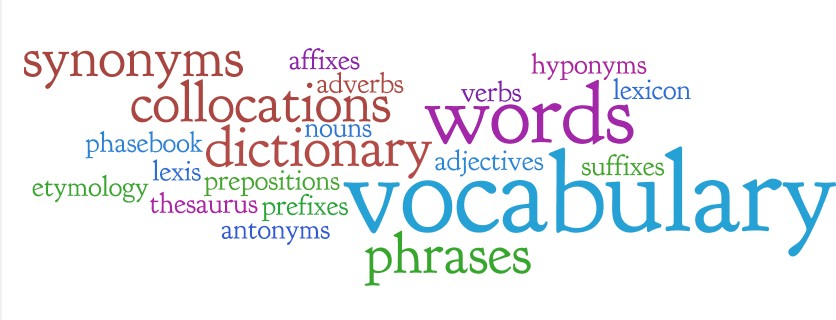 synonyms
affixes
hyponyms
adverbs
collocations
verbs
lexicon
words
nouns
phasebook
dictionary
adjectives
suffixes
lexis
etymology
prepositions
vocabulary
thesaurus
prefixes
antonyms
phrases